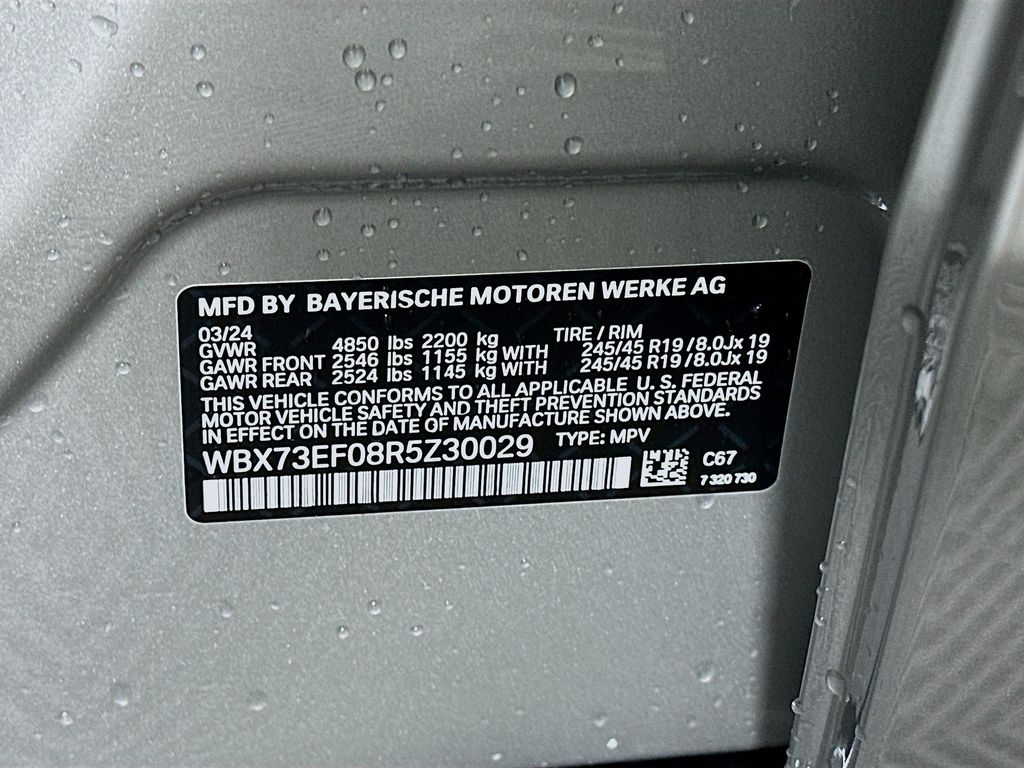 MFD BY BAYERISCHE MOTOREN WERKE AG
03/24 TIRE / RIM
GVWR 4850 lbs 2200 kg
GAWR FRONT 2546 lbs 1155 kg WITH 245/45 R19 / 8.0Jx 19
GAWR REAR 2524 lbs 1145 kg WITH 245/45 R19 / 8.0Jx 19
THIS VEHICLE CONFORMS TO ALL APPLICABLE U. S. FEDERAL
MOTOR VEHICLE SAFETY AND THEFT PREVENTION STANDARDS
IN EFFECT ON THE DATE OF MANUFACTURE SHOWN ABOVE.
WBX73EF08R5Z30029 TYPE: MPV
C67
7 320 730